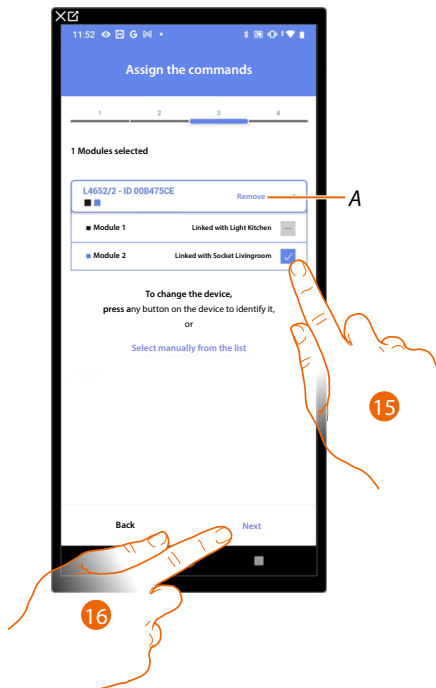 11:52 G M
Assign the commands
1 2 3 4
1 Modules selected
L4652/2 - ID 00B475CE
Remove
A
Module 1 Linked with Light Kitchen
Module 2 Linked with Socket Livingroom
To change the device,
press any button on the device to identify it,
or
Select manually from the list
15
Back Next
16